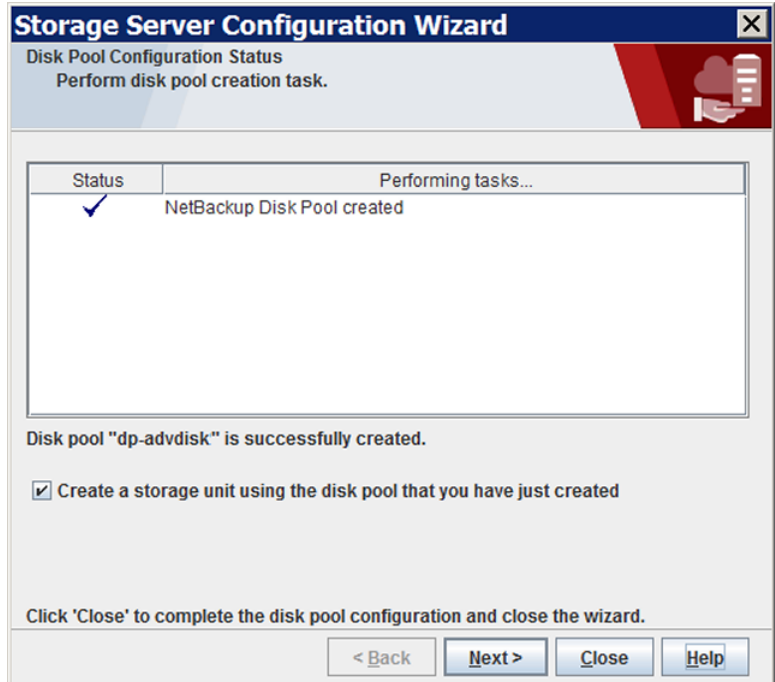 Storage Server Configuration Wizard
Disk Pool Configuration Status
Perform disk pool creation task.
Status Performing tasks...
NetBackup Disk Pool created
Disk pool "dp-advdisk" is successfully created.
Create a storage unit using the disk pool that you have just created
Click 'Close' to complete the disk pool configuration and close the wizard.
< Back Next > Close Help